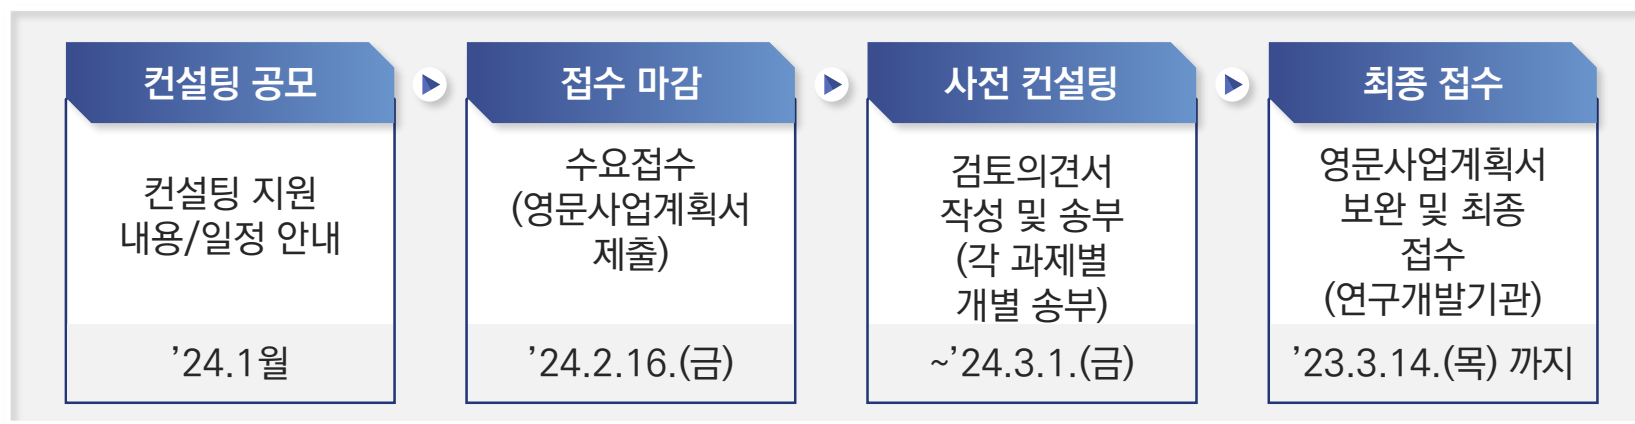 컨설팅 공모
컨설팅 지원
내용/일정 안내
’24.1월
접수 마감
수요접수
(영문사업계획서
제출)
’24.2.16.(금)
사전 컨설팅
검토의견서
작성 및 송부
(각 과제별
개별 송부)
~’24.3.1.(금)
최종 접수
영문사업계획서
보완 및 최종
접수
(연구개발기관)
’23.3.14.(목) 까지